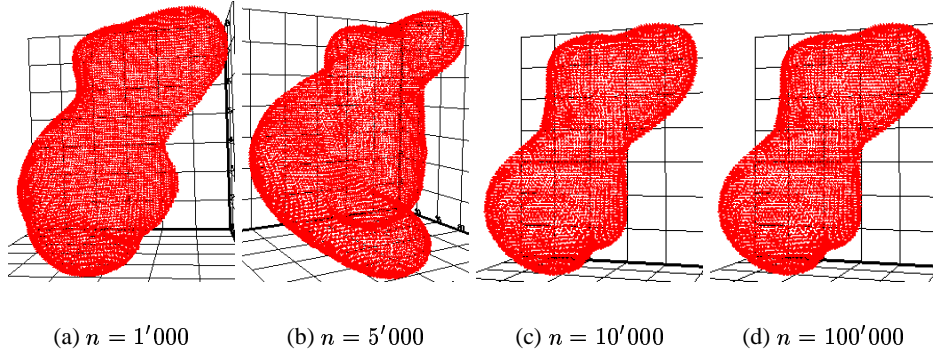 (a) n = 1′000 (b) n = 5′000 (c) n = 10′000 (d) n = 100′000